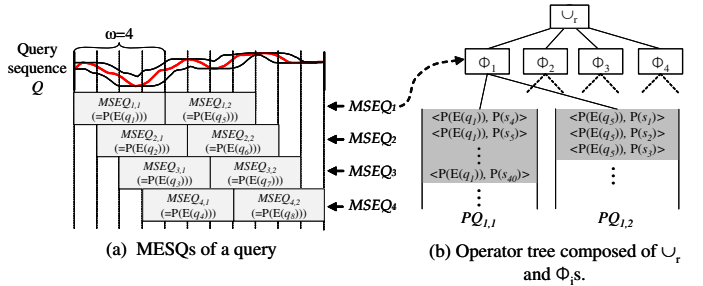 ω=4
Query
sequence
Q
MSEQ1,1
(=P(E(q1)))
MSEQ1,2
(=P(E(q5)))
MSEQ2,1
(=P(E(q2)))
MSEQ2,2
(=P(E(q6)))
MSEQ3,1
(=P(E(q3)))
MSEQ3,2
(=P(E(q7)))
MSEQ4,1
(=P(E(q4)))
MSEQ4,2
(=P(E(q8)))
MSEQ1
MSEQ2
MSEQ3
MSEQ4
(a) MESQs of a query
∪r
Φ1
Φ2
Φ3
Φ4
<P(E(q1)), P(s4)>
<P(E(q1)), P(s5)>
<P(E(q1)), P(s40)>
PQ1,1
<P(E(q5)), P(s1)>
<P(E(q5)), P(s2)>
<P(E(q5)), P(s3)>
PQ1,2
(b) Operator tree composed of ∪r
and Φis.